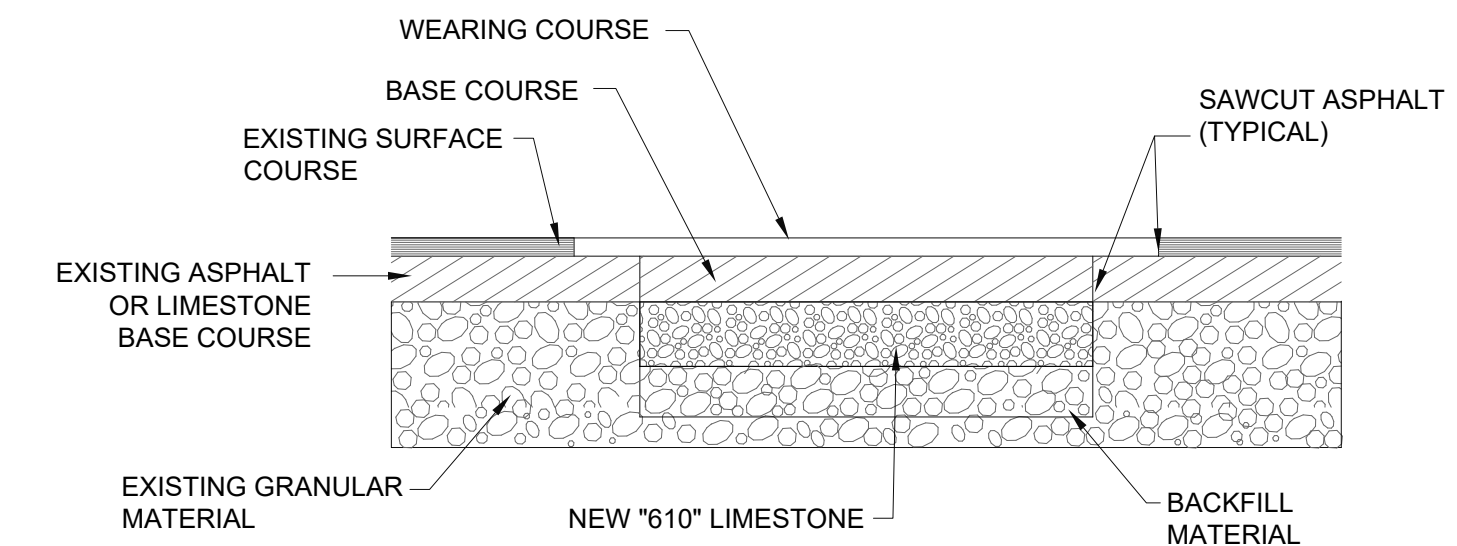 WEARING COURSE
BASE COURSE
EXISTING SURFACE
COURSE
SAWCUT ASPHALT
(TYPICAL)
EXISTING ASPHALT
OR LIMESTONE
BASE COURSE
EXISTING GRANULAR
MATERIAL
NEW "610" LIMESTONE
BACKFILL
MATERIAL